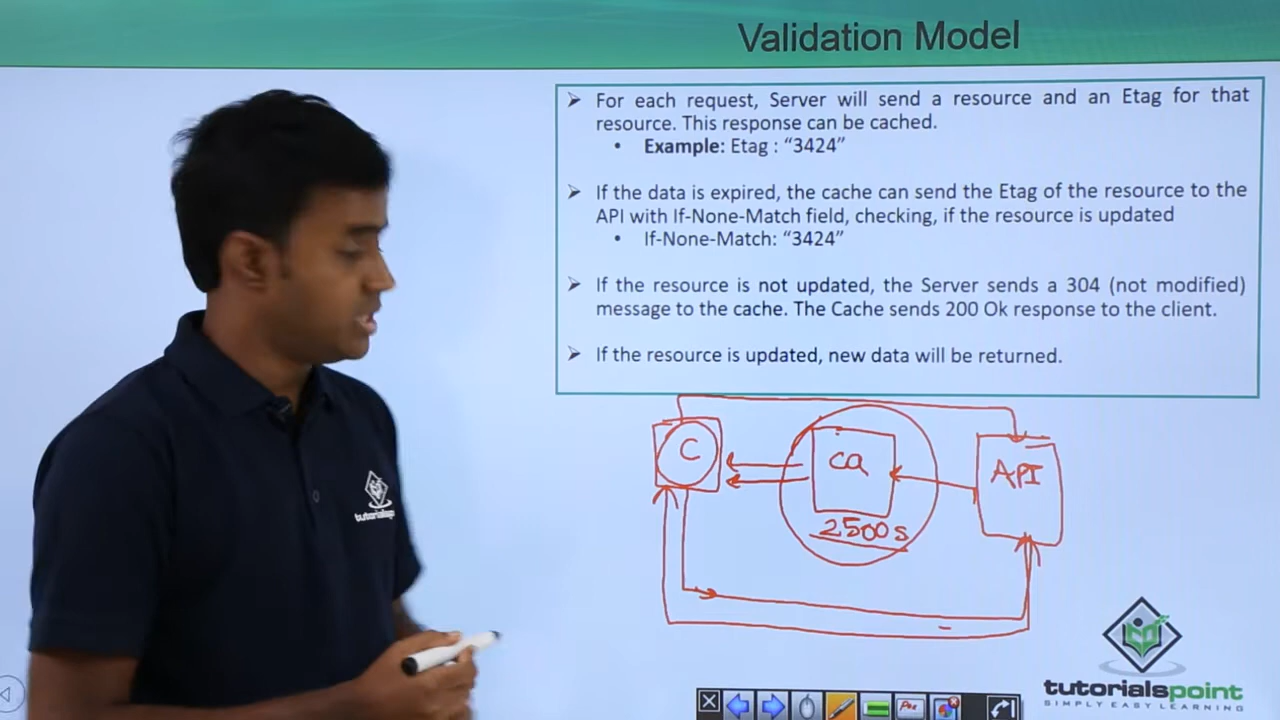 Validation Model
➢ For each request, Server will send a resource and an Etag for that
resource. This response can be cached.
• Example: Etag : “3424”
➢ If the data is expired, the cache can send the Etag of the resource to the
API with If-None-Match field, checking, if the resource is updated
• If-None-Match: “3424”
➢ If the resource is not updated, the Server sends a 304 (not modified)
message to the cache. The Cache sends 200 Ok response to the client.
➢ If the resource is updated, new data will be returned.
C
ca
API
2500s
tutorialspoint
tutorialspoint
SIMPLY EASY LEARNING